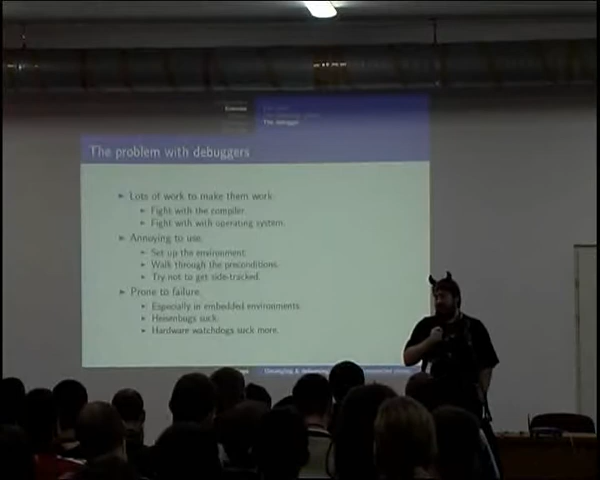 The problem with debuggers
Lots of work to make them work
Fight with the compiler.
Fight with with operating system.
Annoying to use.
Set up the environment.
Walk through the preconditions.
Try not to get side-tracked.
Prone to failure.
Especially in embedded environments.
Heisenbugs suck.
Hardware watchdogs suck more.